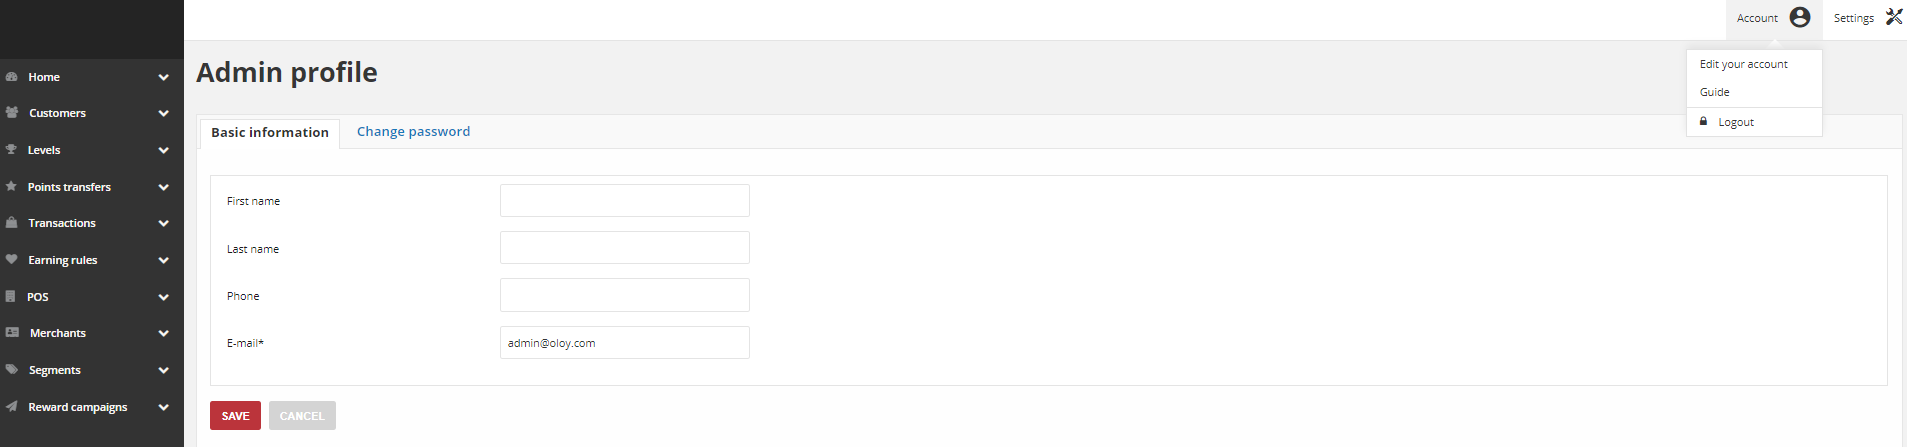 Account
Settings
Edit your account
Guide
Logout
Home
Customers
Levels
Points transfers
Transactions
Earning rules
POS
Merchants
Segments
Reward campaigns
Admin profile
Basic information
Change password
First name
Last name
Phone
E-mail*
admin@oloy.com
SAVE
CANCEL